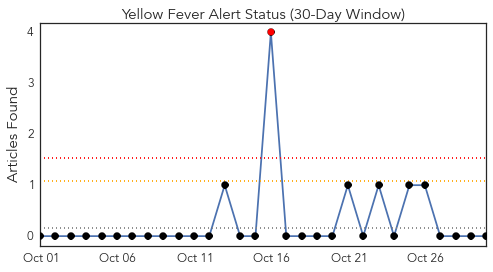 Yellow Fever Alert Status (30-Day Window)
Articles Found
4
3
2
1
0
Oct 01 Oct 06 Oct 11 Oct 16 Oct 21 Oct 26